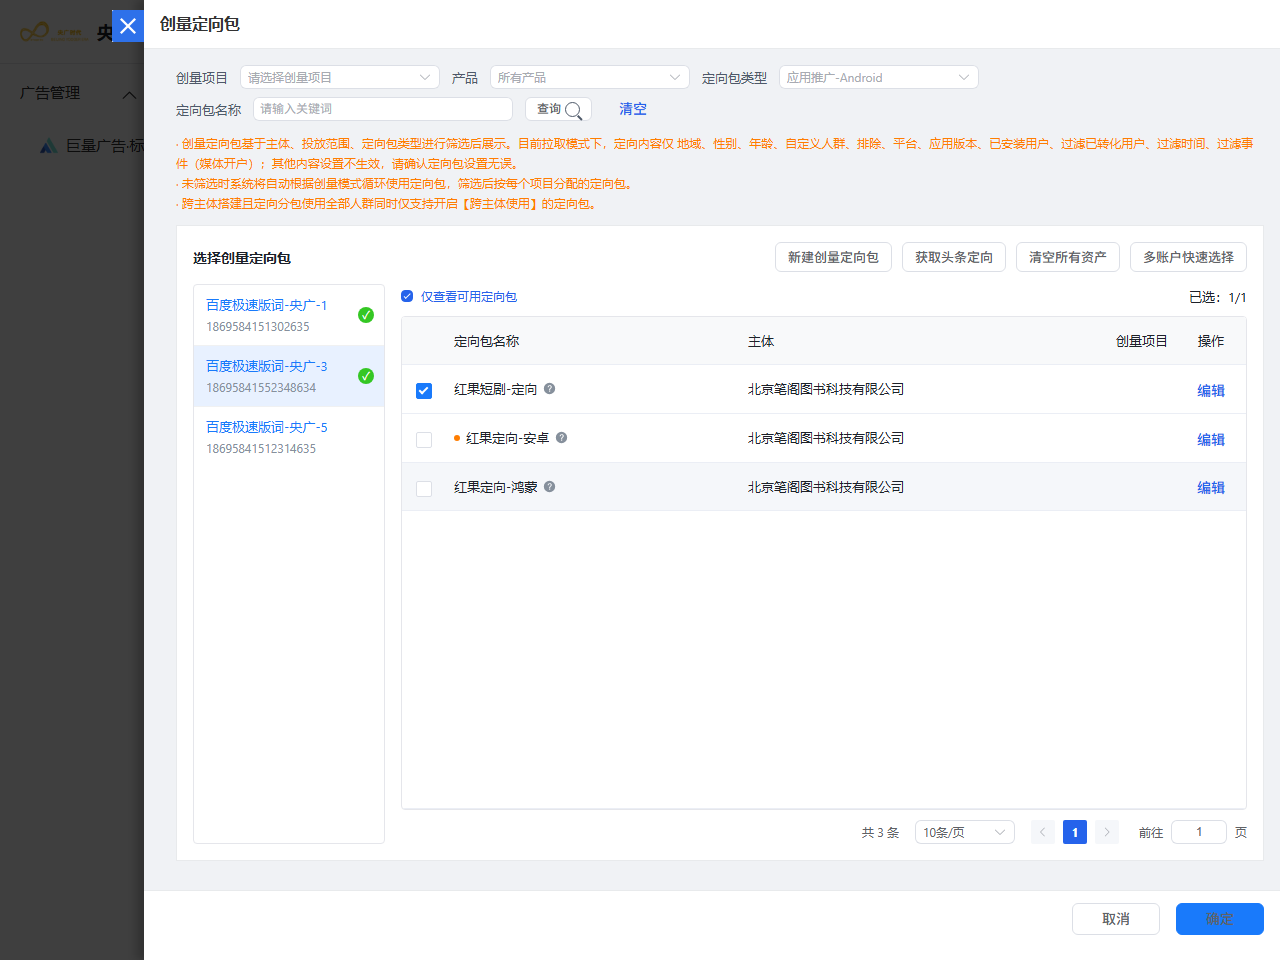 创量定向包
央
广告管理
巨量广告·标
创量项目 请选择创量项目 产品 所有产品 定向包类型 应用推广-Android
定向包名称 请输入关键词 查询 清空
· 创量定向包基于主体、投放范围、定向包类型进行筛选后展示。目前拉取模式下，定向内容仅 地域、性别、年龄、自定义人群、排除、平台、应用版本、已安装用户、过滤已转化用户、过滤时间、过滤事
件（媒体开户）；其他内容设置不生效，请确认定向包设置无误。
· 未筛选时系统将自动根据创量模式循环使用定向包，筛选后按每个项目分配的定向包。
· 跨主体搭建且定向分包使用全部人群同时仅支持开启【跨主体使用】的定向包。
选择创量定向包 新建创量定向包 获取头条定向 清空所有资产 多账户快速选择
百度极速版词-央广-1
1869584151302635
百度极速版词-央广-3
18695841552348634
百度极速版词-央广-5
18695841512314635
仅查看可用定向包 已选：1/1
定向包名称 主体 创量项目 操作
红果短剧-定向 北京笔阁图书科技有限公司 编辑
红果定向-安卓 北京笔阁图书科技有限公司 编辑
红果定向-鸿蒙 北京笔阁图书科技有限公司 编辑
共 3 条 10条/页 1 前往 1 页
取消 确定